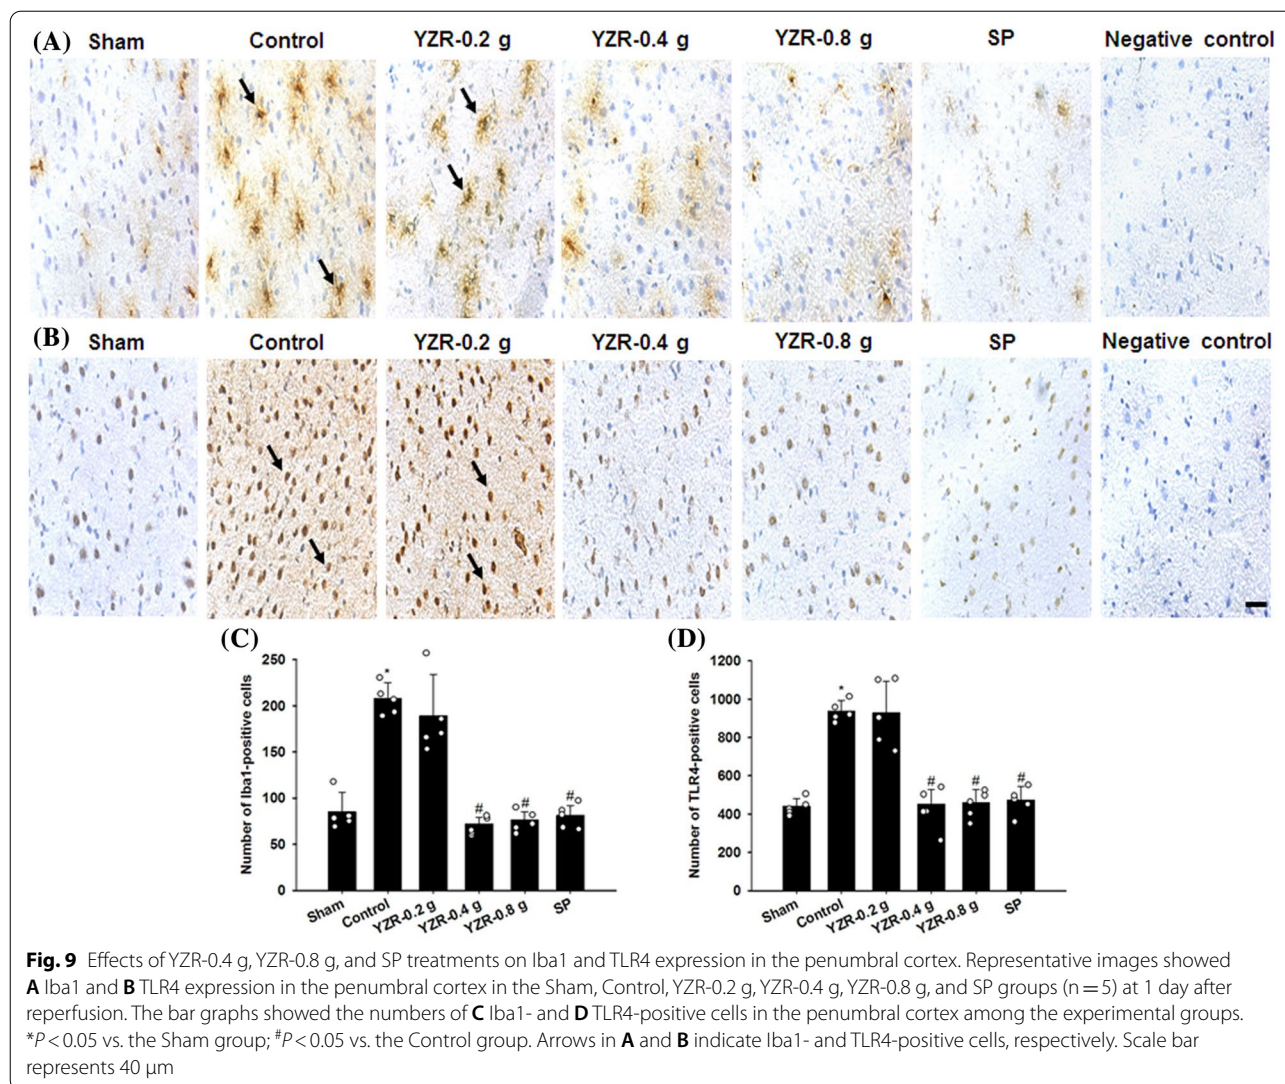 (A) Sham Control YZR-0.2 g YZR-0.4 g YZR-0.8 g SP Negative control
(B) Sham Control YZR-0.2 g YZR-0.4 g YZR-0.8 g SP Negative control
(C)
Number of Iba1-positive cells
250
200
150
100
50
0
*
#
#
#
Sham Control YZR-0.2 g YZR-0.4 g YZR-0.8 g SP
(D)
Number of TLR4-positive cells
1200
1000
800
600
400
200
0
*
#
#
#
Sham Control YZR-0.2 g YZR-0.4 g YZR-0.8 g SP
Fig. 9 Effects of YZR-0.4 g, YZR-0.8 g, and SP treatments on Iba1 and TLR4 expression in the penumbral cortex. Representative images showed
A Iba1 and B TLR4 expression in the penumbral cortex in the Sham, Control, YZR-0.2 g, YZR-0.4 g, YZR-0.8 g, and SP groups (n = 5) at 1 day after
reperfusion. The bar graphs showed the numbers of C Iba1- and D TLR4-positive cells in the penumbral cortex among the experimental groups.
*P < 0.05 vs. the Sham group; #P < 0.05 vs. the Control group. Arrows in A and B indicate Iba1- and TLR4-positive cells, respectively. Scale bar
represents 40 μm